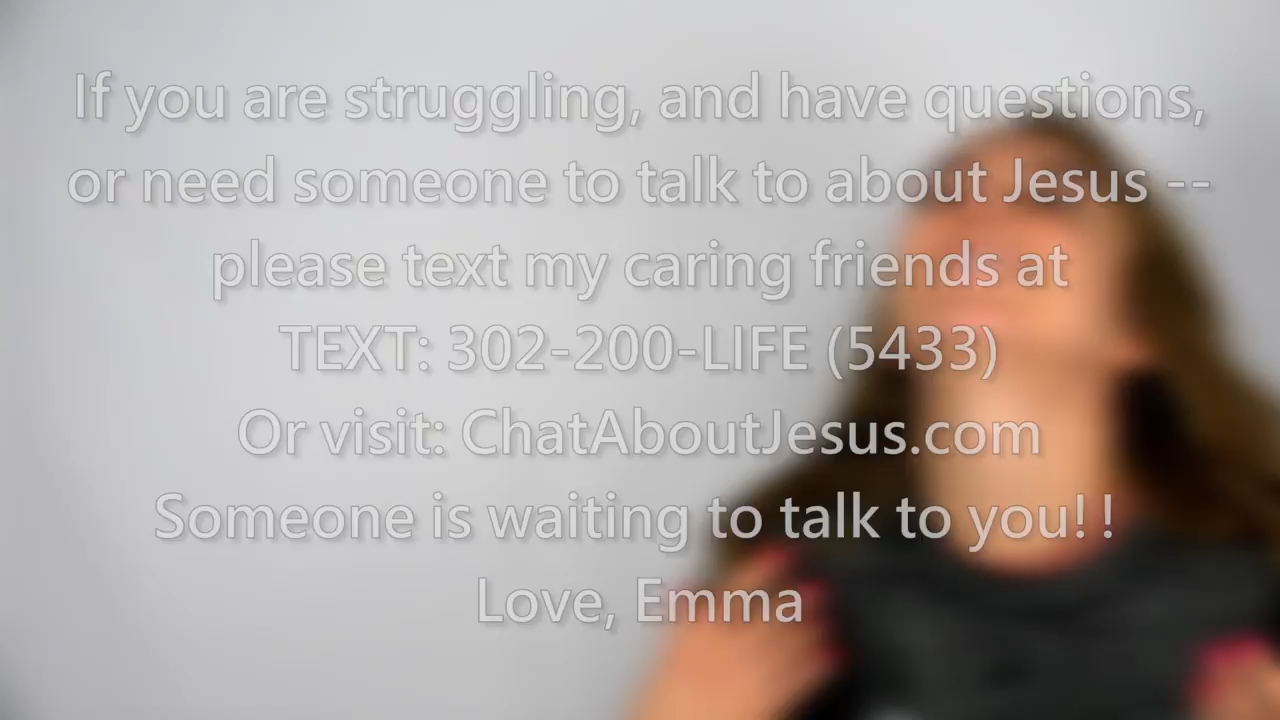 If you are struggling, and have questions,
or need someone to talk to about Jesus --
please text my caring friends at
TEXT: 302-200-LIFE (5433)
Or visit: ChatAboutJesus.com
Someone is waiting to talk to you!!
Love, Emma